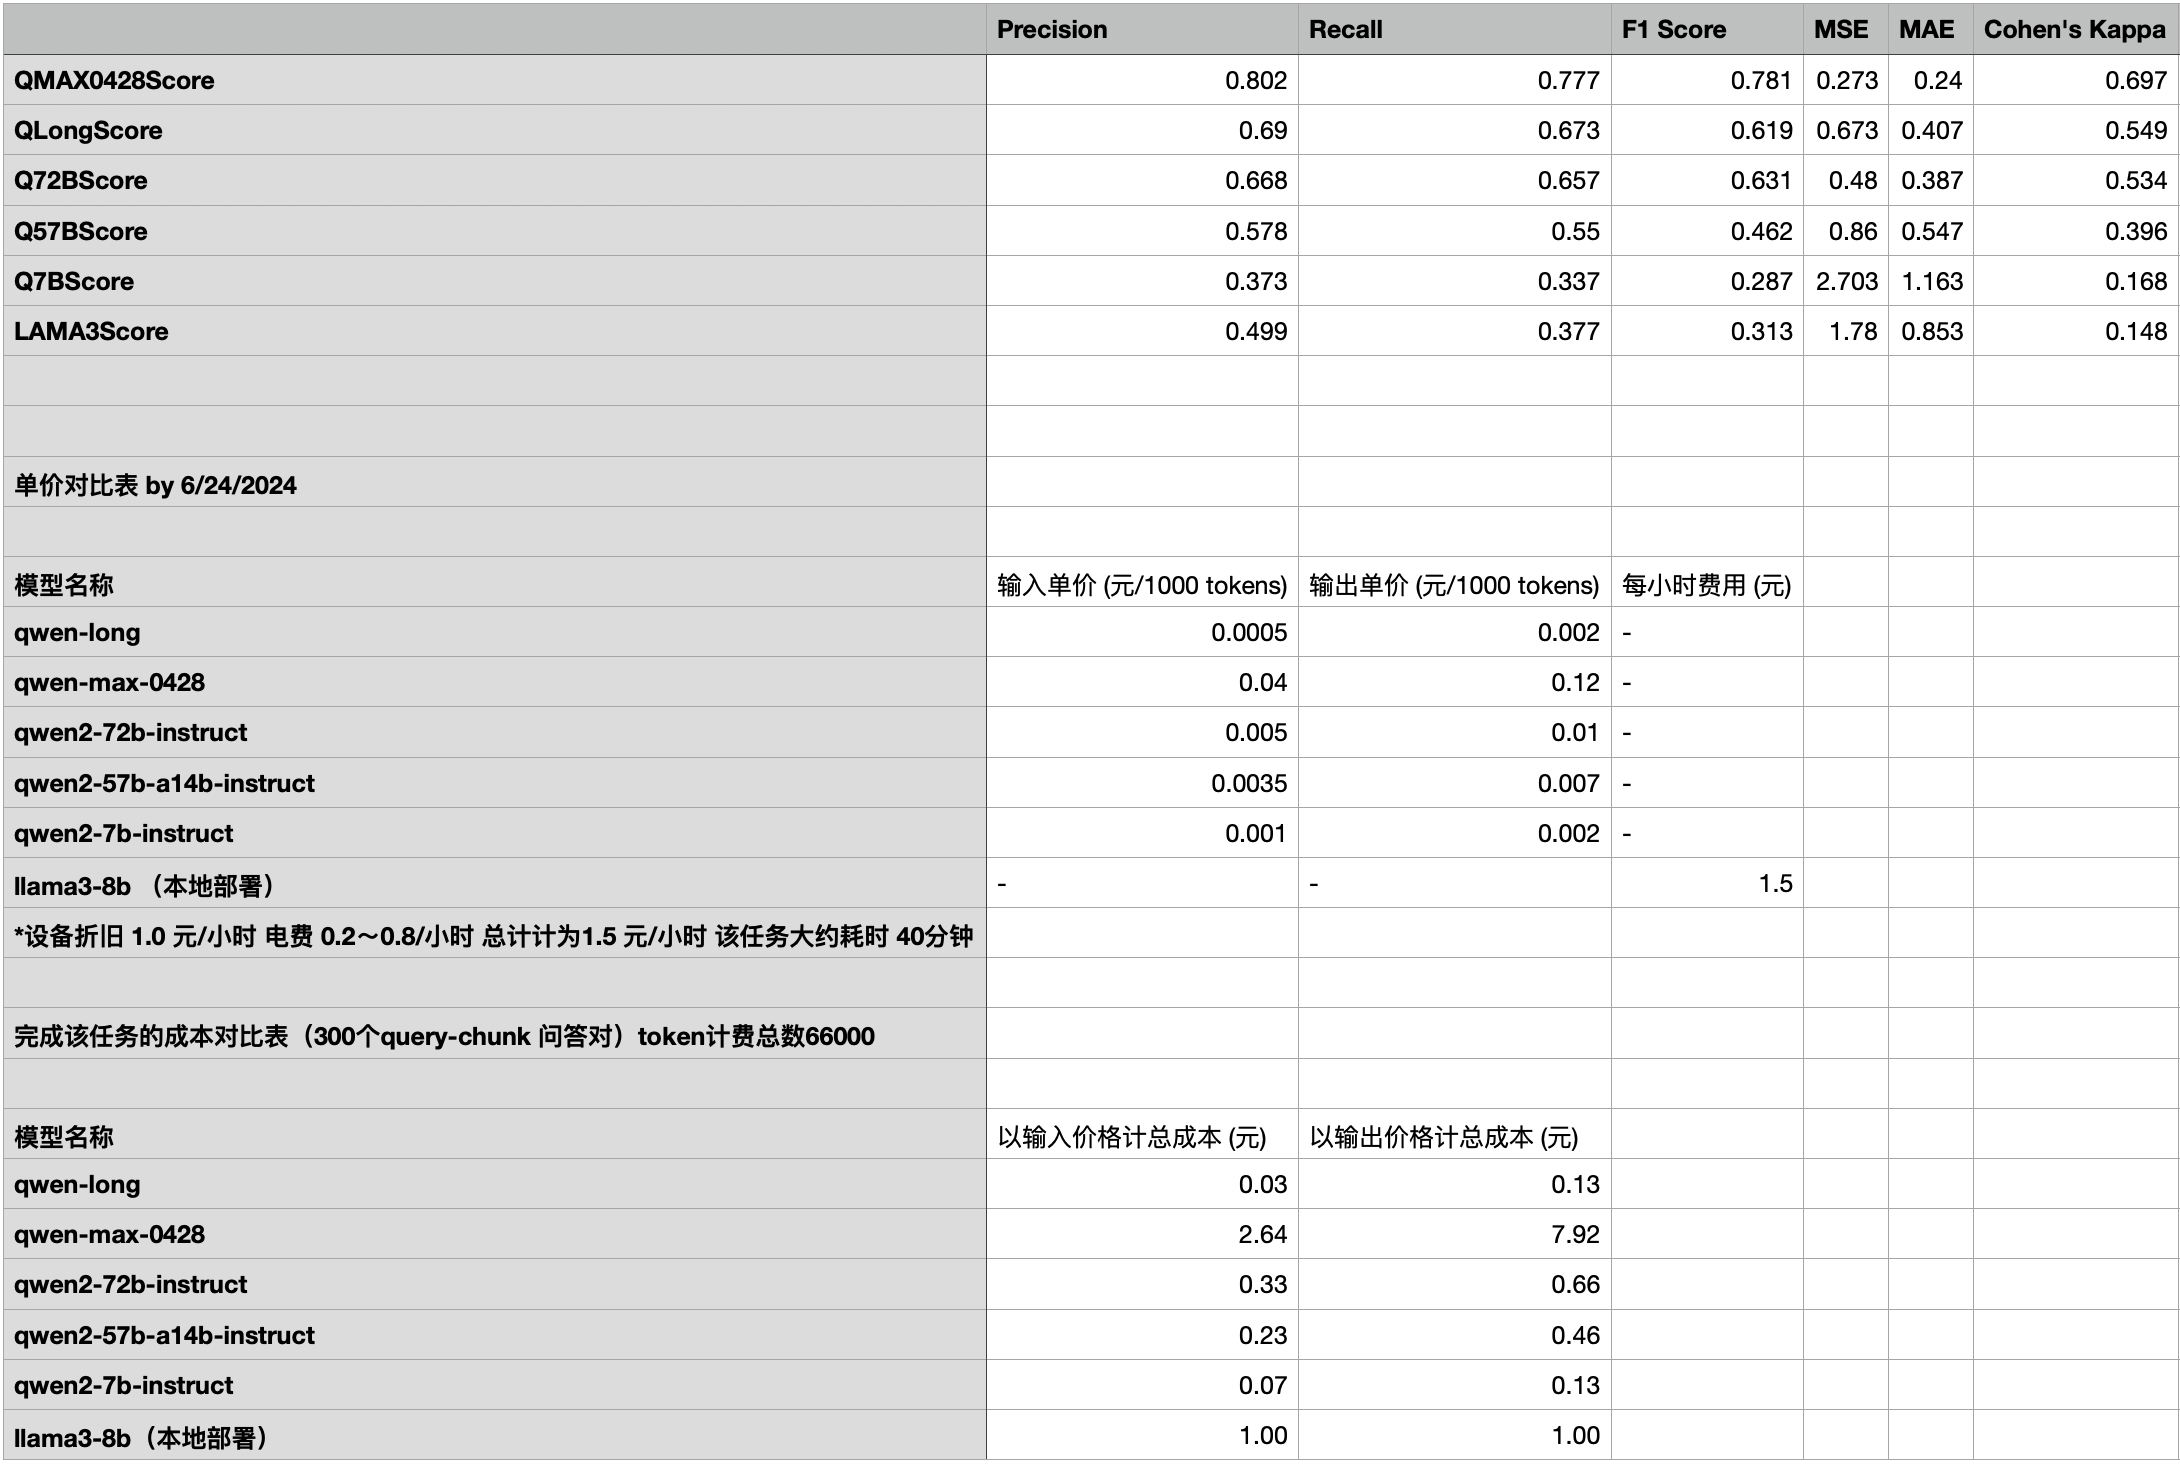 Precision Recall F1 Score MSE MAE Cohen's Kappa
QMAX0428Score 0.802 0.777 0.781 0.273 0.24 0.697
QLongScore 0.69 0.673 0.619 0.673 0.407 0.549
Q72BScore 0.668 0.657 0.631 0.48 0.387 0.534
Q57BScore 0.578 0.55 0.462 0.86 0.547 0.396
Q7BScore 0.373 0.337 0.287 2.703 1.163 0.168
LAMA3Score 0.499 0.377 0.313 1.78 0.853 0.148
单价对比表 by 6/24/2024
模型名称 输入单价 (元/1000 tokens) 输出单价 (元/1000 tokens) 每小时费用 (元)
qwen-long 0.0005 0.002 -
qwen-max-0428 0.04 0.12 -
qwen2-72b-instruct 0.005 0.01 -
qwen2-57b-a14b-instruct 0.0035 0.007 -
qwen2-7b-instruct 0.001 0.002 -
llama3-8b （本地部署） - - 1.5
*设备折旧 1.0 元/小时 电费 0.2～0.8/小时 总计计为1.5 元/小时 该任务大约耗时 40分钟
完成该任务的成本对比表（300个query-chunk 问答对）token计费总数66000
模型名称 以输入价格计总成本 (元) 以输出价格计总成本 (元)
qwen-long 0.03 0.13
qwen-max-0428 2.64 7.92
qwen2-72b-instruct 0.33 0.66
qwen2-57b-a14b-instruct 0.23 0.46
qwen2-7b-instruct 0.07 0.13
llama3-8b（本地部署） 1.00 1.00